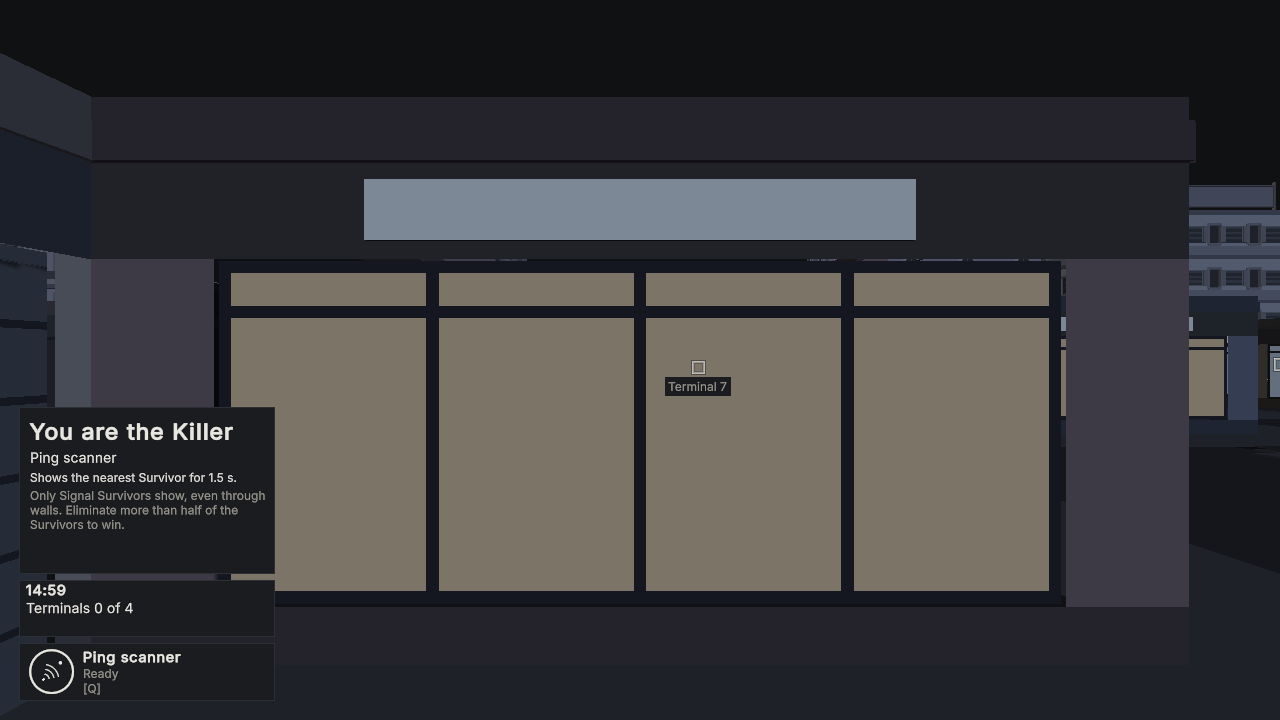 Terminal 7
You are the Killer
Ping scanner
Shows the nearest Survivor for 1.5 s.
Only Signal Survivors show, even through
walls. Eliminate more than half of the
Survivors to win.
14:59
Terminals 0 of 4
Ping scanner
Ready
[Q]